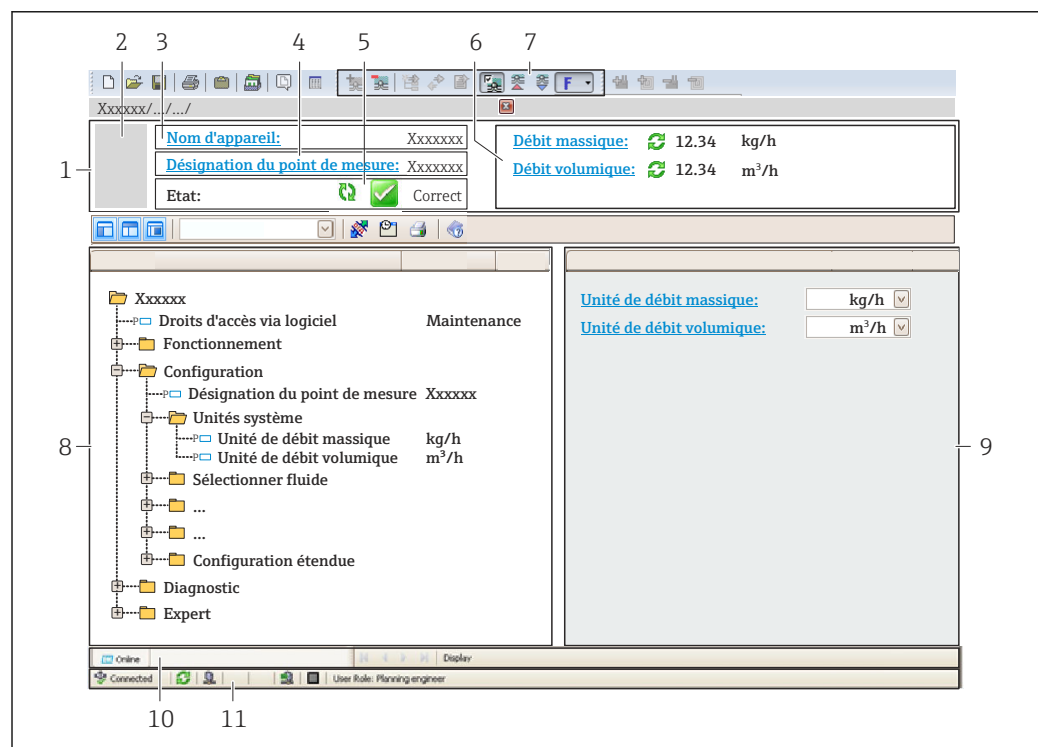 2 3 4 5 6 7
F
Xxxxxx/.../.../
1
Nom d'appareil: Xxxxxxx
Désignation du point de mesure: Xxxxxxx
Etat: Correct
Débit massique: 12.34 kg/h
Débit volumique: 12.34 m³/h
Xxxxxx
P Droits d'accès via logiciel Maintenance
Fonctionnement
Configuration
P Désignation du point de mesure Xxxxxx
Unités système
P Unité de débit massique kg/h
P Unité de débit volumique m³/h
Sélectionner fluide
...
...
Configuration étendue
Diagnostic
Expert
8
Unité de débit massique: kg/h
Unité de débit volumique: m³/h
9
Online Display
Connected User Role: Planning engineer
10 11